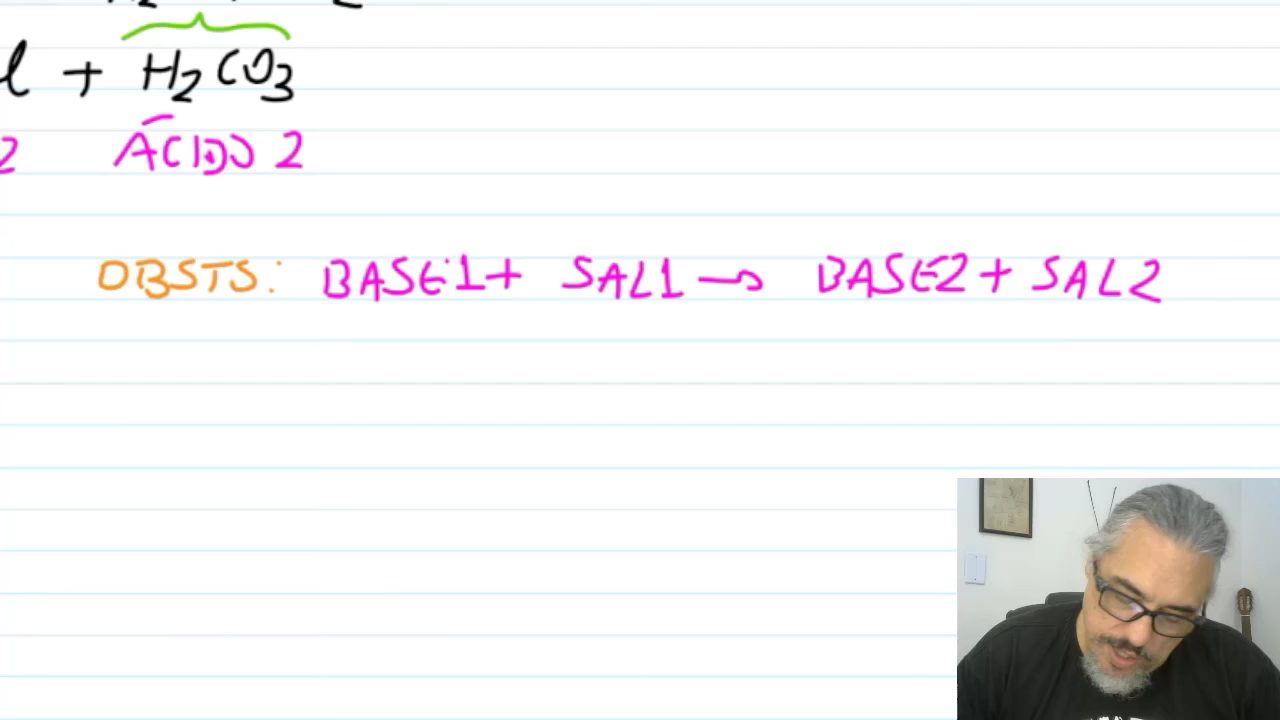 + H₂CO₃
2 ÁCIDO 2
OBSTS: BASE1 + SAL1 → BASE2 + SAL2